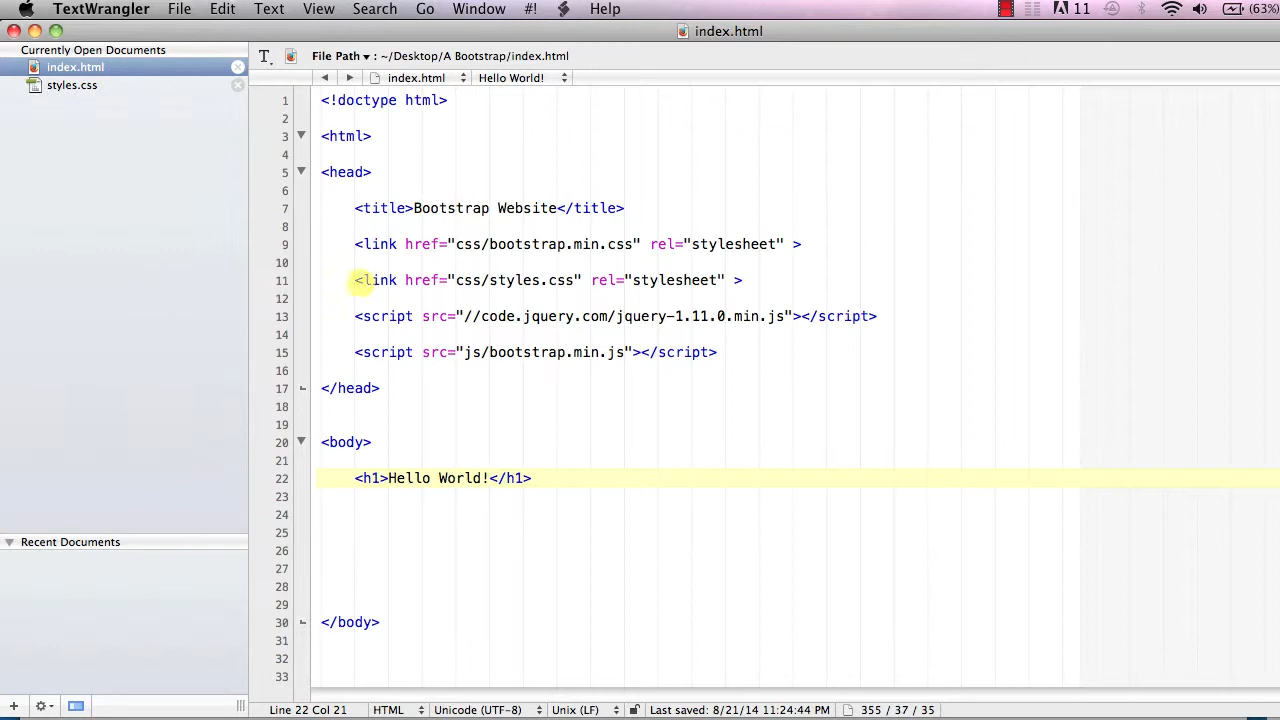 TextWrangler File Edit Text View Search Go Window #! Help 11 (63%)
index.html
Currently Open Documents
index.html
styles.css
File Path : ~/Desktop/A Bootstrap/index.html
index.html Hello World!
1 <!doctype html>
2
3 <html>
4
5 <head>
6
7 <title>Bootstrap Website</title>
8
9 <link href="css/bootstrap.min.css" rel="stylesheet" >
10
11 <link href="css/styles.css" rel="stylesheet" >
12
13 <script src="//code.jquery.com/jquery-1.11.0.min.js"></script>
14
15 <script src="js/bootstrap.min.js"></script>
16
17 </head>
18
19
20 <body>
21
22 <h1>Hello World!</h1>
23
24
25
26
27
28
29
30 </body>
31
32
33
Recent Documents
Line 22 Col 21 HTML Unicode (UTF-8) Unix (LF) Last saved: 8/21/14 11:24:44 PM 355 / 37 / 35